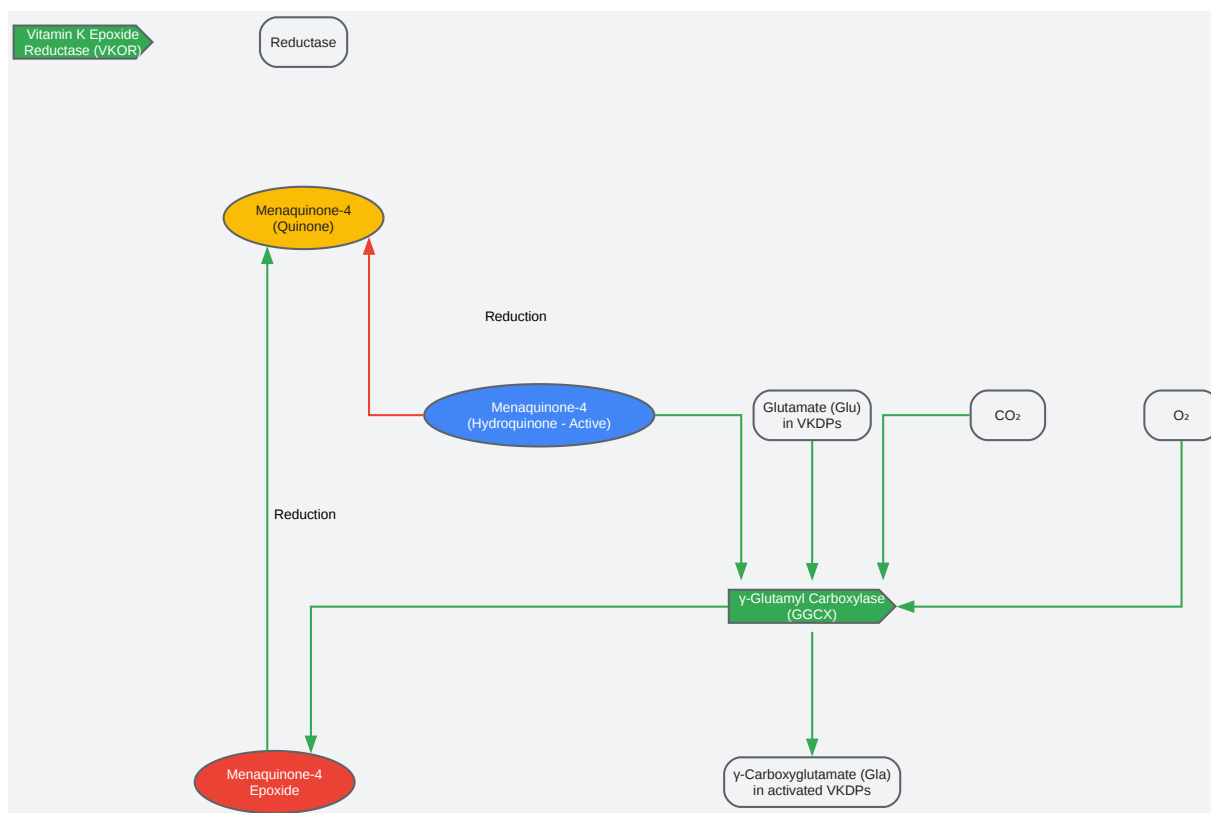 Vitamin K Epoxide
Reductase (VKOR)
Reductase
Menaquinone-4
(Quinone)
Reduction
Menaquinone-4
(Hydroquinone - Active)
Glutamate (Glu)
in VKDPs
CO₂
O₂
Reduction
γ-Glutamyl Carboxylase
(GGCX)
Menaquinone-4
Epoxide
γ-Carboxyglutamate (Gla)
in activated VKDPs